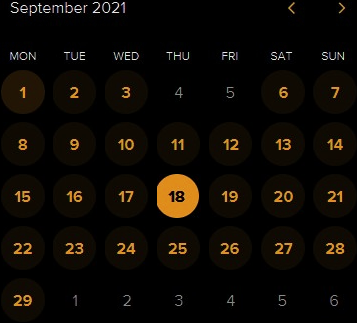 September 2021
MON TUE WED THU FRI SAT SUN
1 2 3 4 5 6 7
8 9 10 11 12 13 14
15 16 17 18 19 20 21
22 23 24 25 26 27 28
29 1 2 3 4 5 6